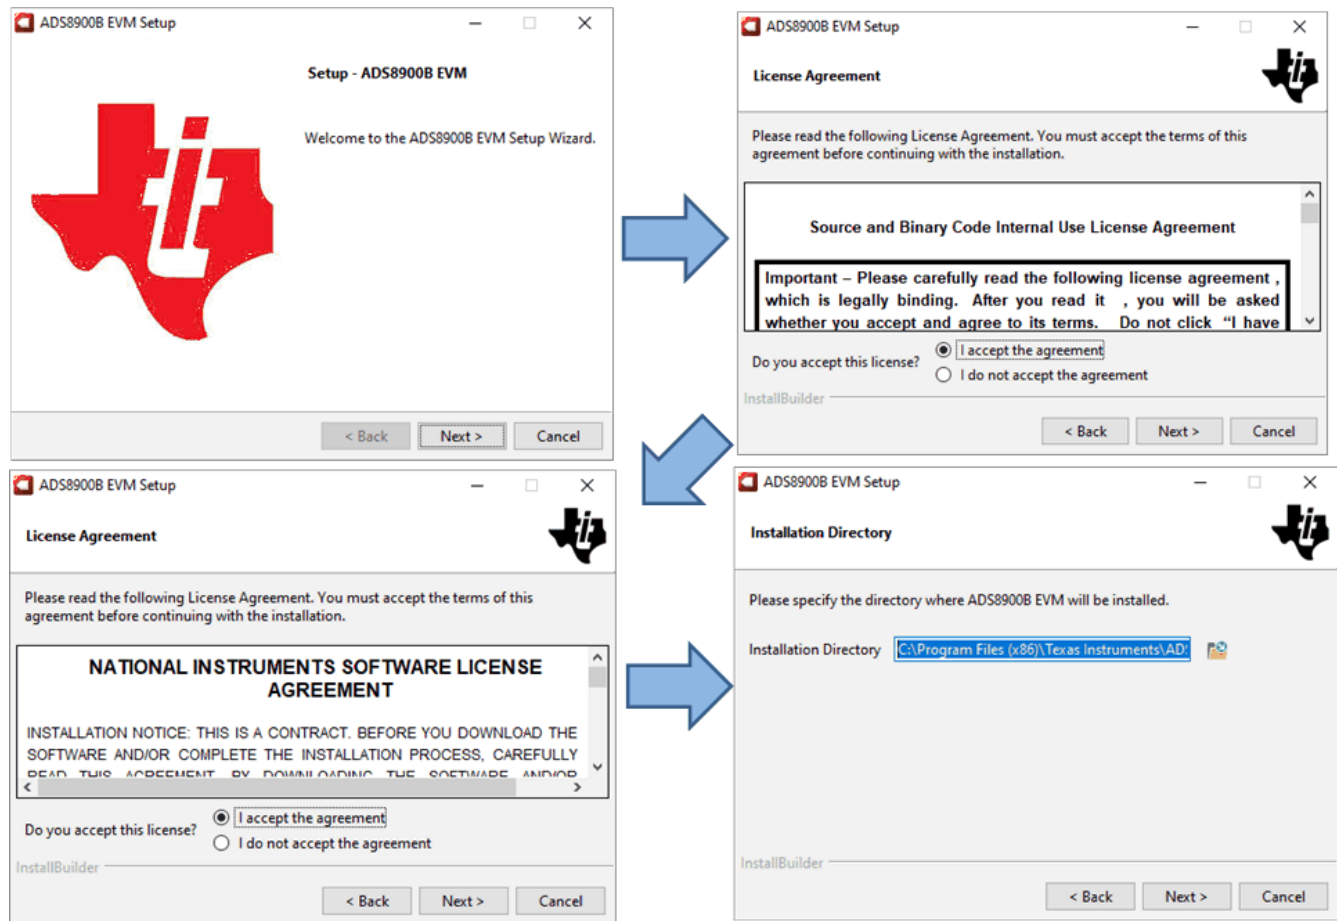 ADS8900B EVM Setup
Setup - ADS8900B EVM
Welcome to the ADS8900B EVM Setup Wizard.
< Back
Next >
Cancel
ADS8900B EVM Setup
License Agreement
Please read the following License Agreement. You must accept the terms of this
agreement before continuing with the installation.
Source and Binary Code Internal Use License Agreement
Important – Please carefully read the following license agreement ,
which is legally binding. After you read it , you will be asked
whether you accept and agree to its terms. Do not click “I have
Do you accept this license?
I accept the agreement
I do not accept the agreement
InstallBuilder
< Back
Next >
Cancel
ADS8900B EVM Setup
License Agreement
Please read the following License Agreement. You must accept the terms of this
agreement before continuing with the installation.
NATIONAL INSTRUMENTS SOFTWARE LICENSE
AGREEMENT
INSTALLATION NOTICE: THIS IS A CONTRACT. BEFORE YOU DOWNLOAD THE
SOFTWARE AND/OR COMPLETE THE INSTALLATION PROCESS, CAREFULLY
READ THIS AGREEMENT. BY DOWNLOADING THE SOFTWARE AND/OR
Do you accept this license?
I accept the agreement
I do not accept the agreement
InstallBuilder
< Back
Next >
Cancel
ADS8900B EVM Setup
Installation Directory
Please specify the directory where ADS8900B EVM will be installed.
Installation Directory
C:\Program Files (x86)\Texas Instruments\AD
InstallBuilder
< Back
Next >
Cancel